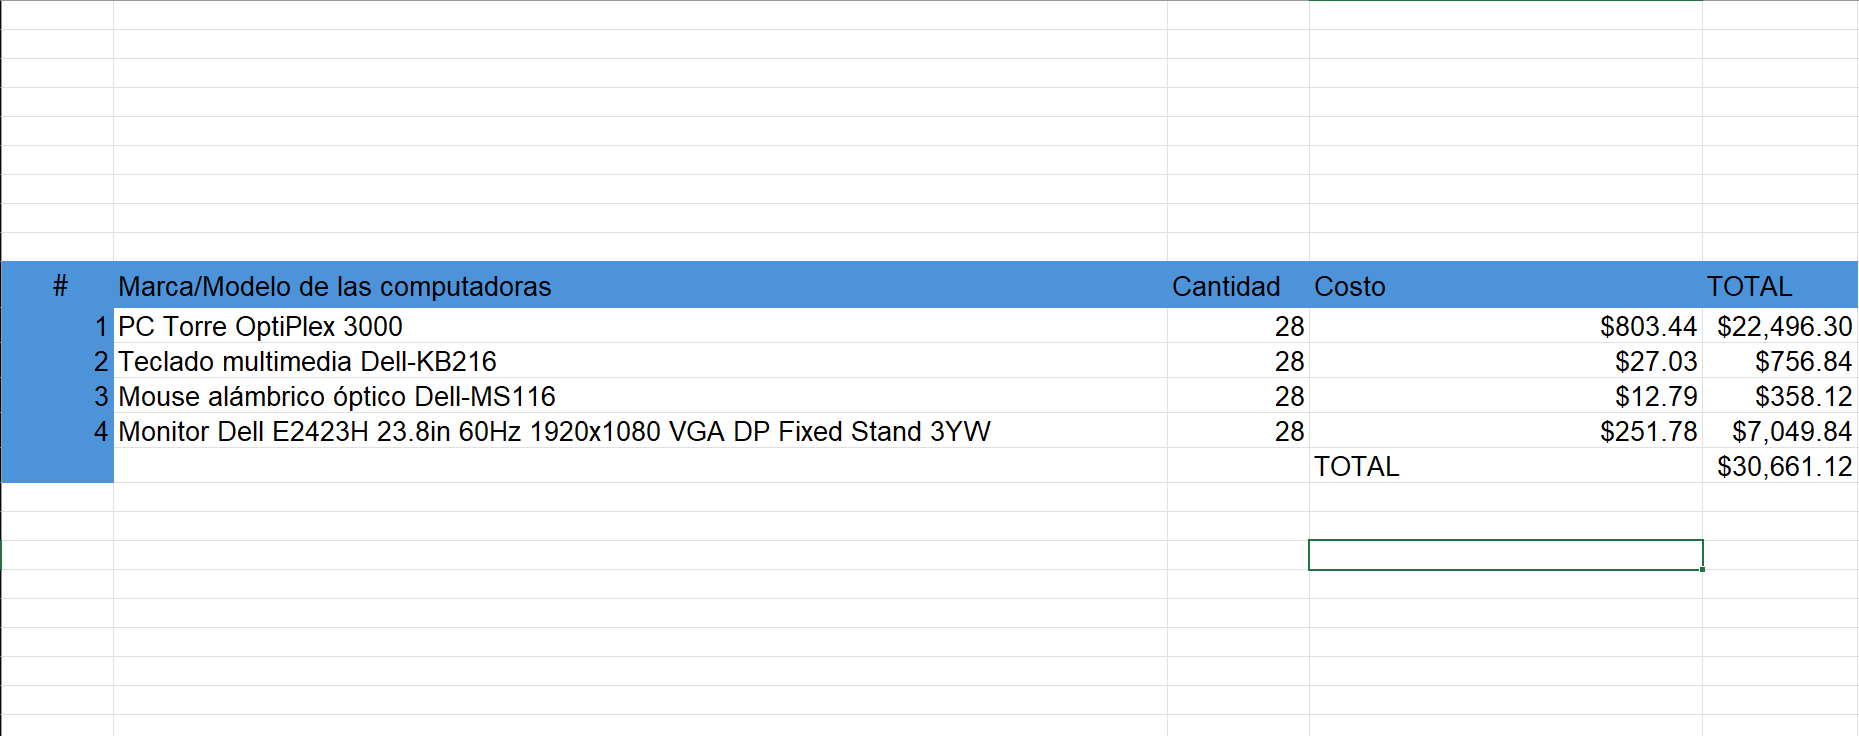 # Marca/Modelo de las computadoras Cantidad Costo TOTAL
1 PC Torre OptiPlex 3000 28 $803.44 $22,496.30
2 Teclado multimedia Dell-KB216 28 $27.03 $756.84
3 Mouse alámbrico óptico Dell-MS116 28 $12.79 $358.12
4 Monitor Dell E2423H 23.8in 60Hz 1920x1080 VGA DP Fixed Stand 3YW 28 $251.78 $7,049.84
TOTAL $30,661.12